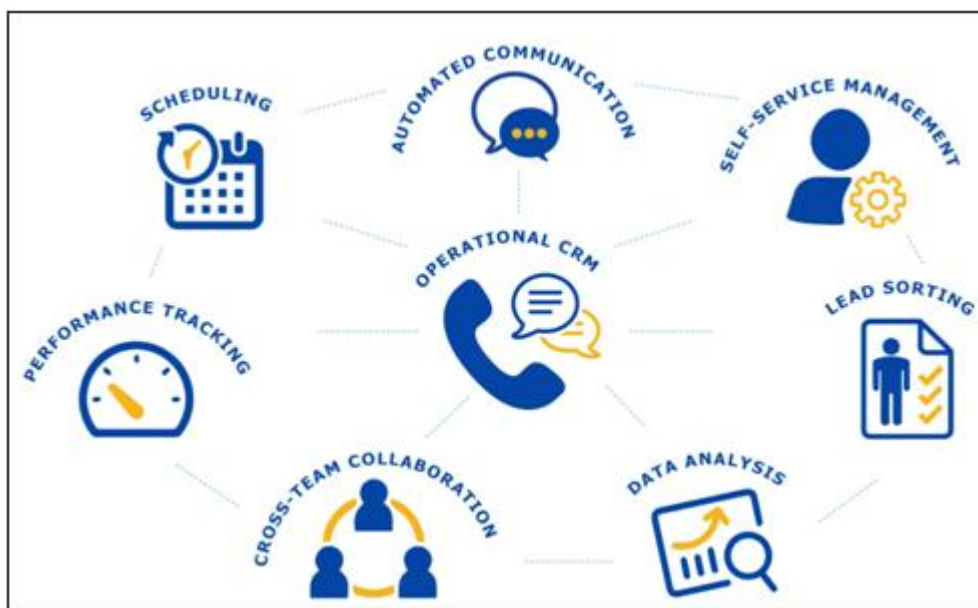 AUTOMATED COMMUNICATION
SCHEDULING
SELF-SERVICE MANAGEMENT
OPERATIONAL CRM
PERFORMANCE TRACKING
LEAD SORTING
CROSS-TEAM COLLABORATION
DATA ANALYSIS